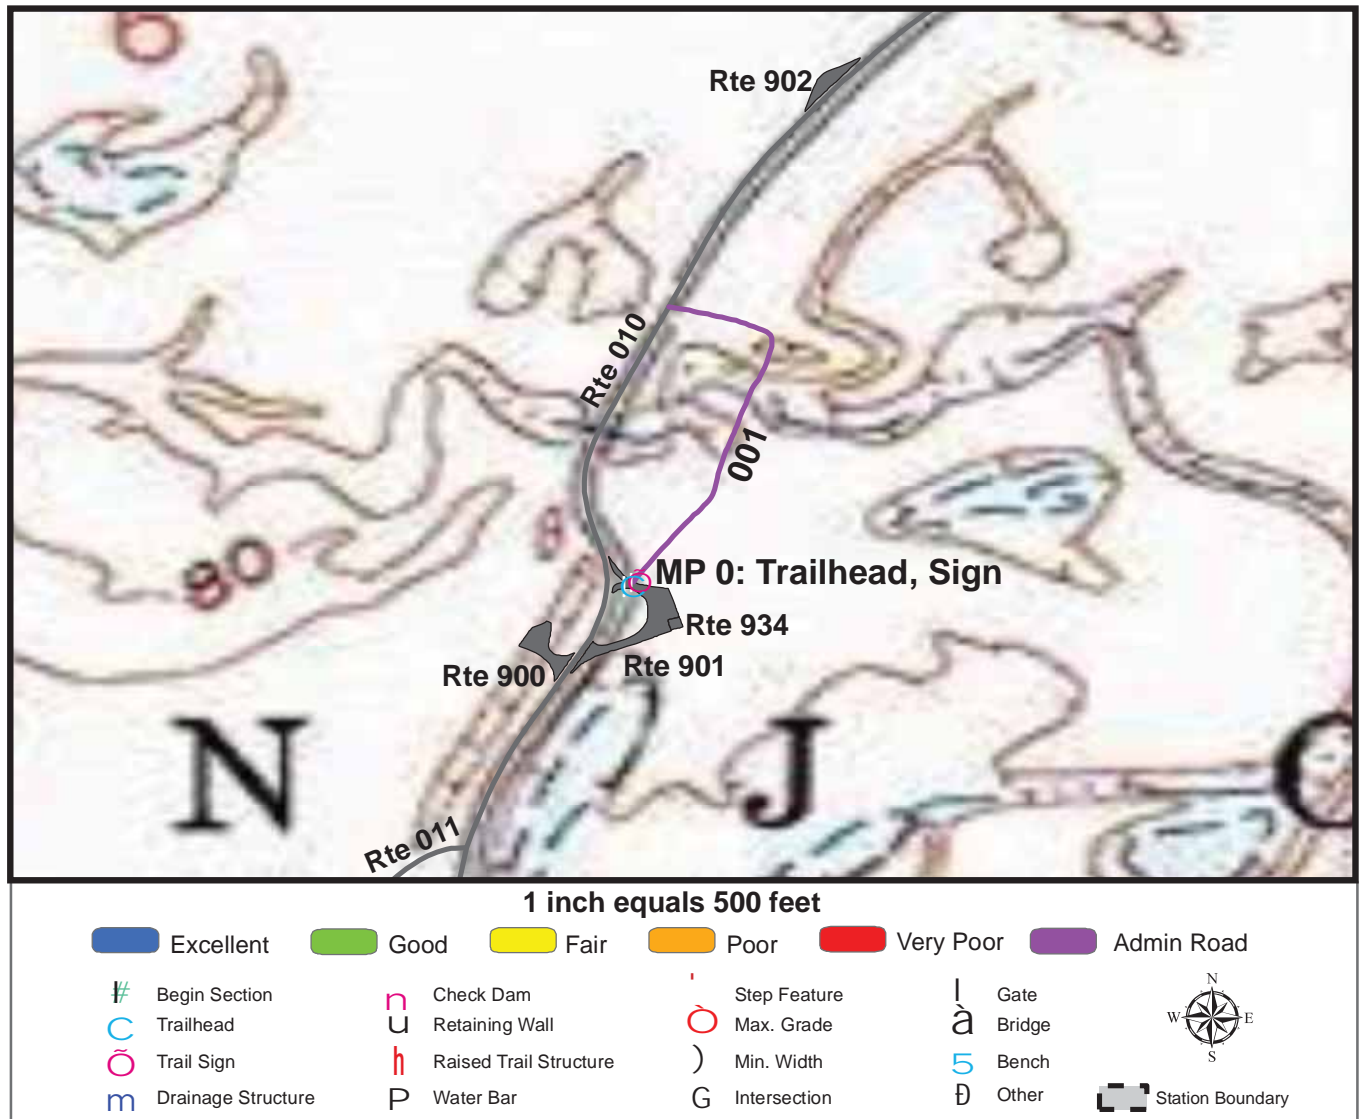 Rte 902
Rte 010
001
MP 0: Trailhead, Sign
Rte 934
Rte 901
Rte 900
N J
Rte 011
1 inch equals 500 feet
Excellent Good Fair Poor Very Poor Admin Road
Begin Section n Check Dam ' Step Feature Gate N
C Trailhead u Retaining Wall Ò Max. Grade à Bridge W E
Õ Trail Sign h Raised Trail Structure ) Min. Width 5 Bench S
m Drainage Structure P Water Bar G Intersection Đ Other Station Boundary